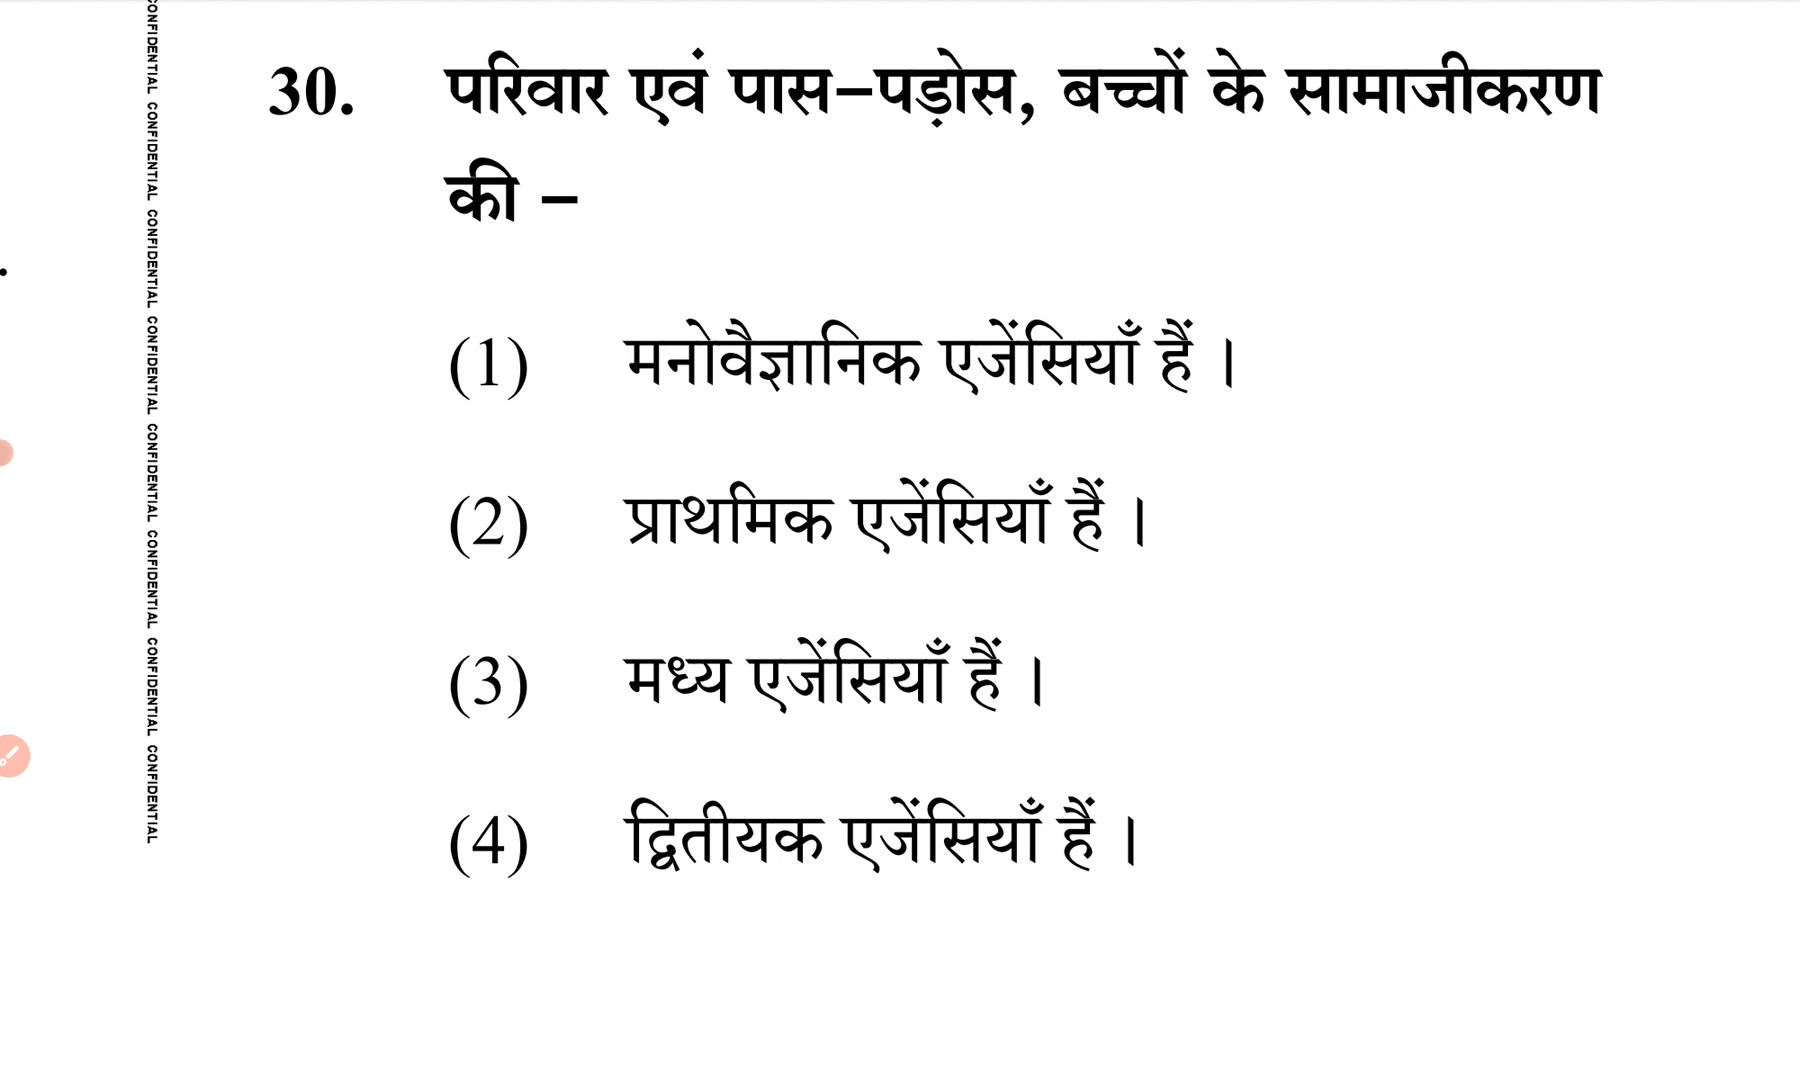 CONFIDENTIAL CONFIDENTIAL CONFIDENTIAL CONFIDENTIAL CONFIDENTIAL CONFIDENTIAL CONFIDENTIAL CONFIDENTIAL
30. परिवार एवं पास–पड़ोस, बच्चों के सामाजीकरण
की –
(1) मनोवैज्ञानिक एजेंसियाँ हैं ।
(2) प्राथमिक एजेंसियाँ हैं ।
(3) मध्य एजेंसियाँ हैं ।
(4) द्वितीयक एजेंसियाँ हैं ।